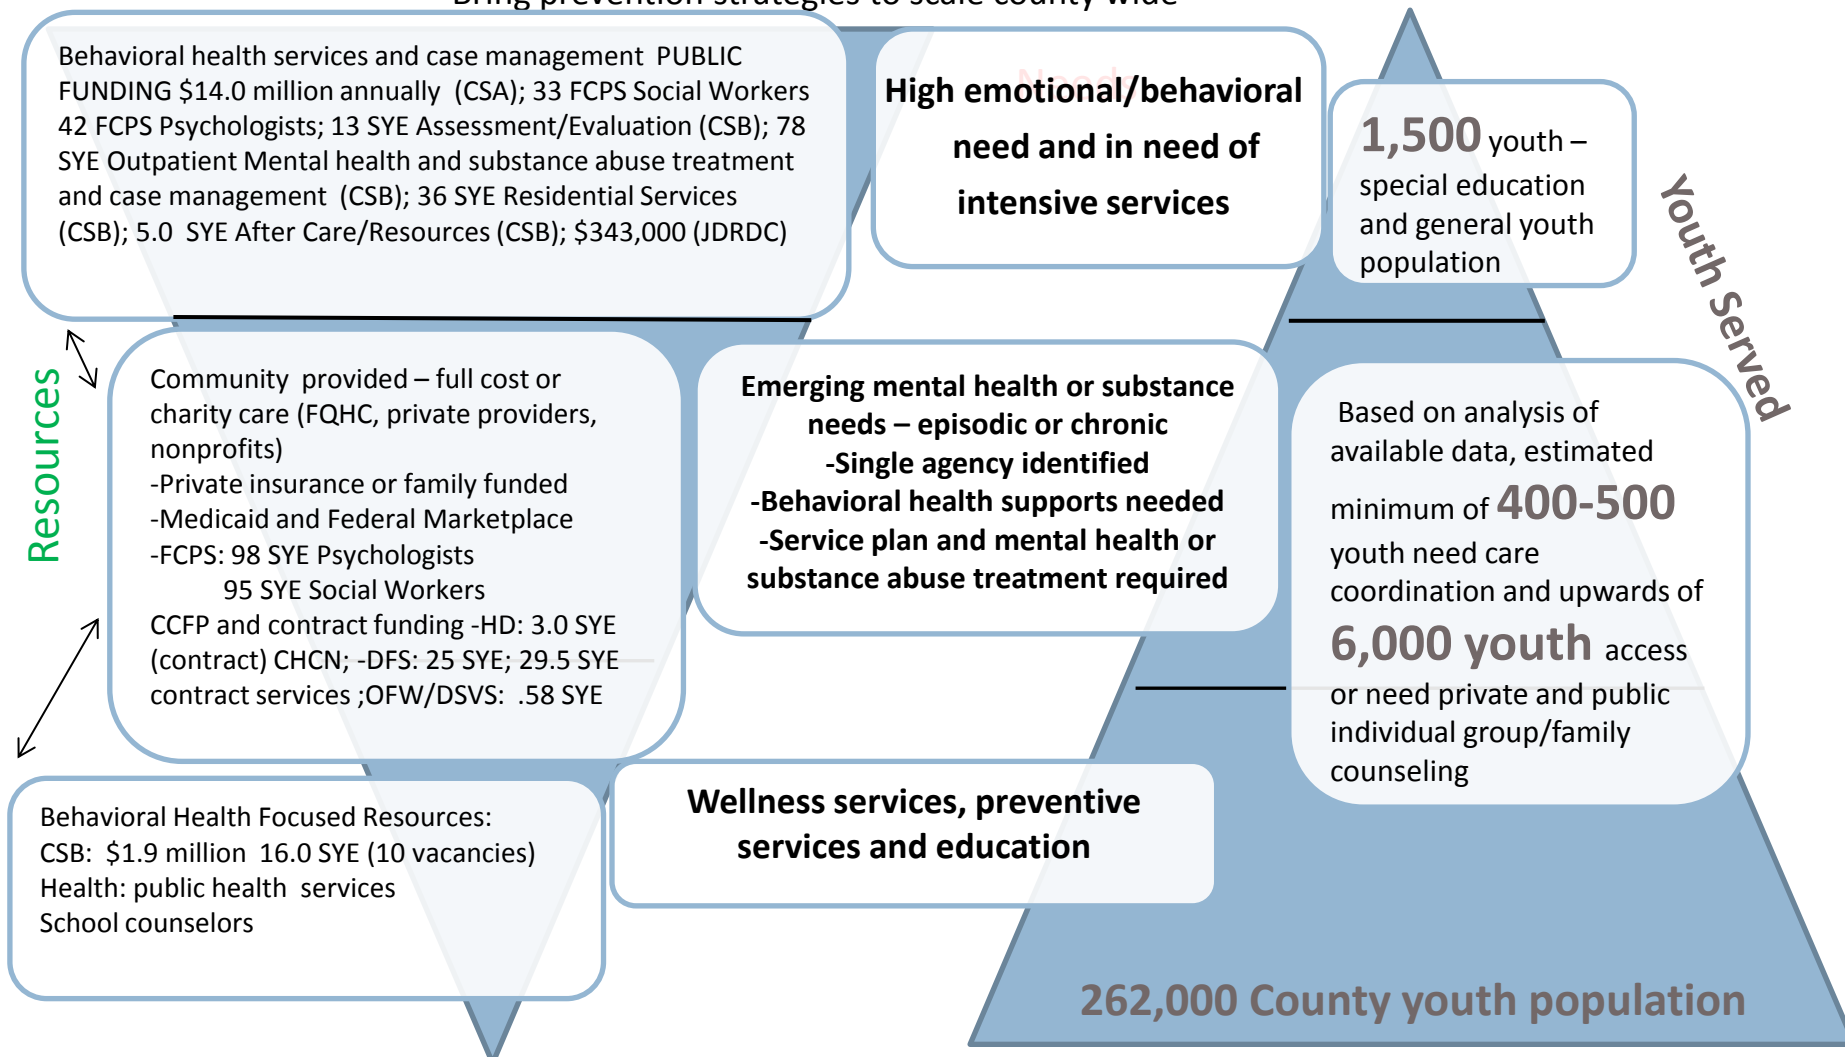 Bring prevention strategies to scale county wide
Behavioral health services and case management PUBLIC
FUNDING $14.0 million annually (CSA); 33 FCPS Social Workers
42 FCPS Psychologists; 13 SYE Assessment/Evaluation (CSB); 78
SYE Outpatient Mental health and substance abuse treatment
and case management (CSB); 36 SYE Residential Services
(CSB); 5.0 SYE After Care/Resources (CSB); $343,000 (JDRDC)
Needs
High emotional/behavioral
need and in need of
intensive services
1,500 youth –
special education
and general youth
population
Youth Served
Resources
Community provided – full cost or
charity care (FQHC, private providers,
nonprofits)
-Private insurance or family funded
-Medicaid and Federal Marketplace
-FCPS: 98 SYE Psychologists
95 SYE Social Workers
CCFP and contract funding -HD: 3.0 SYE
(contract) CHCN; -DFS: 25 SYE; 29.5 SYE
contract services ;OFW/DSVS: .58 SYE
Emerging mental health or substance
needs – episodic or chronic
-Single agency identified
-Behavioral health supports needed
-Service plan and mental health or
substance abuse treatment required
Based on analysis of
available data, estimated
minimum of 400-500
youth need care
coordination and upwards of
6,000 youth access
or need private and public
individual group/family
counseling
Behavioral Health Focused Resources:
CSB: $1.9 million 16.0 SYE (10 vacancies)
Health: public health services
School counselors
Wellness services, preventive
services and education
262,000 County youth population